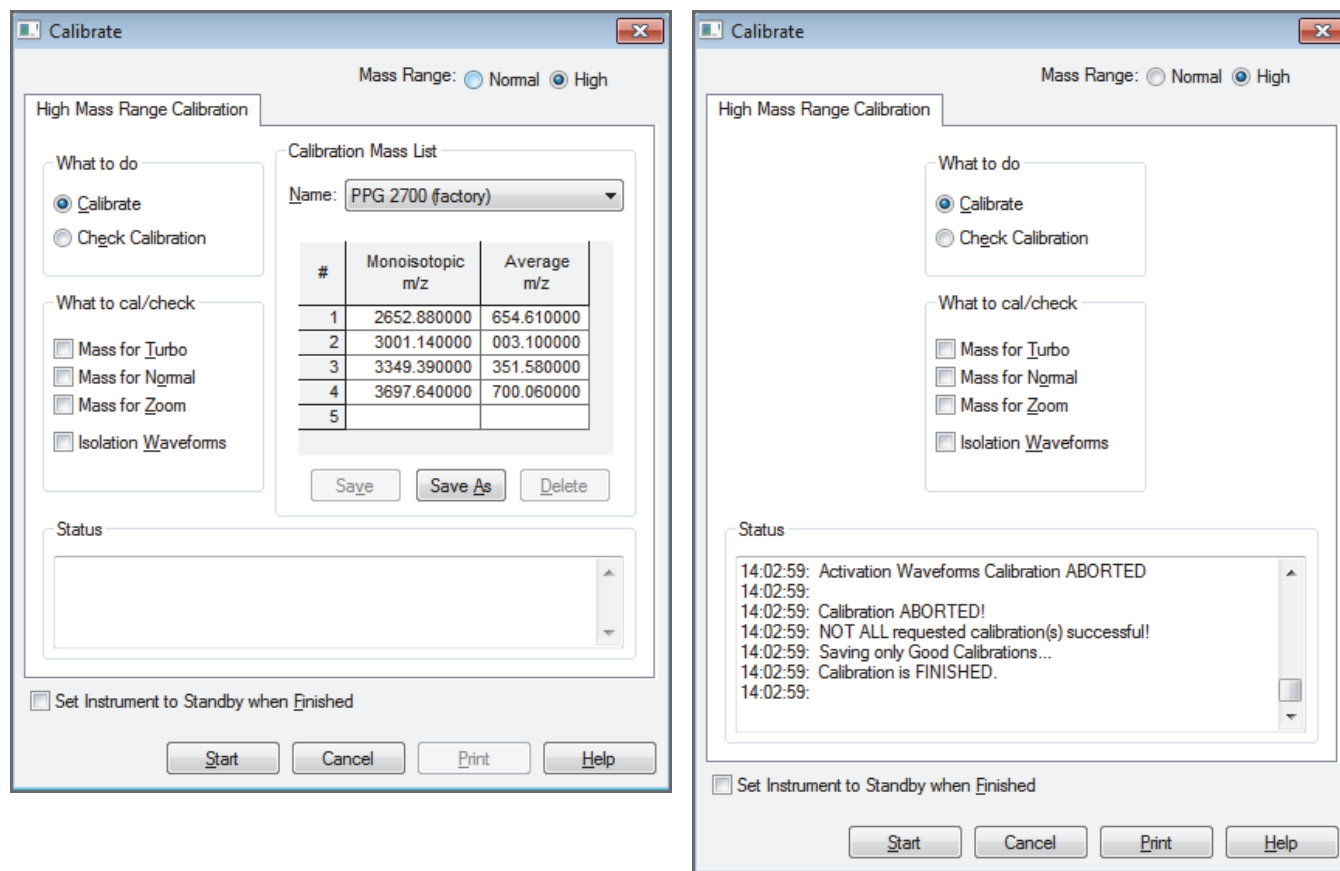 Calibrate
Mass Range: Normal High
High Mass Range Calibration
What to do
Calibrate
Check Calibration
What to cal/check
Mass for Turbo
Mass for Normal
Mass for Zoom
Isolation Waveforms
Calibration Mass List
Name: PPG 2700 (factory)
# Monoisotopic m/z Average m/z
1 2652.880000 654.610000
2 3001.140000 003.100000
3 3349.390000 351.580000
4 3697.640000 700.060000
5
Save Save As Delete
Status
Set Instrument to Standby when Finished
Start Cancel Print Help
Calibrate
Mass Range: Normal High
High Mass Range Calibration
What to do
Calibrate
Check Calibration
What to cal/check
Mass for Turbo
Mass for Normal
Mass for Zoom
Isolation Waveforms
Status
14:02:59: Activation Waveforms Calibration ABORTED
14:02:59:
14:02:59: Calibration ABORTED!
14:02:59: NOT ALL requested calibration(s) successful!
14:02:59: Saving only Good Calibrations...
14:02:59: Calibration is FINISHED.
14:02:59:
Set Instrument to Standby when Finished
Start Cancel Print Help